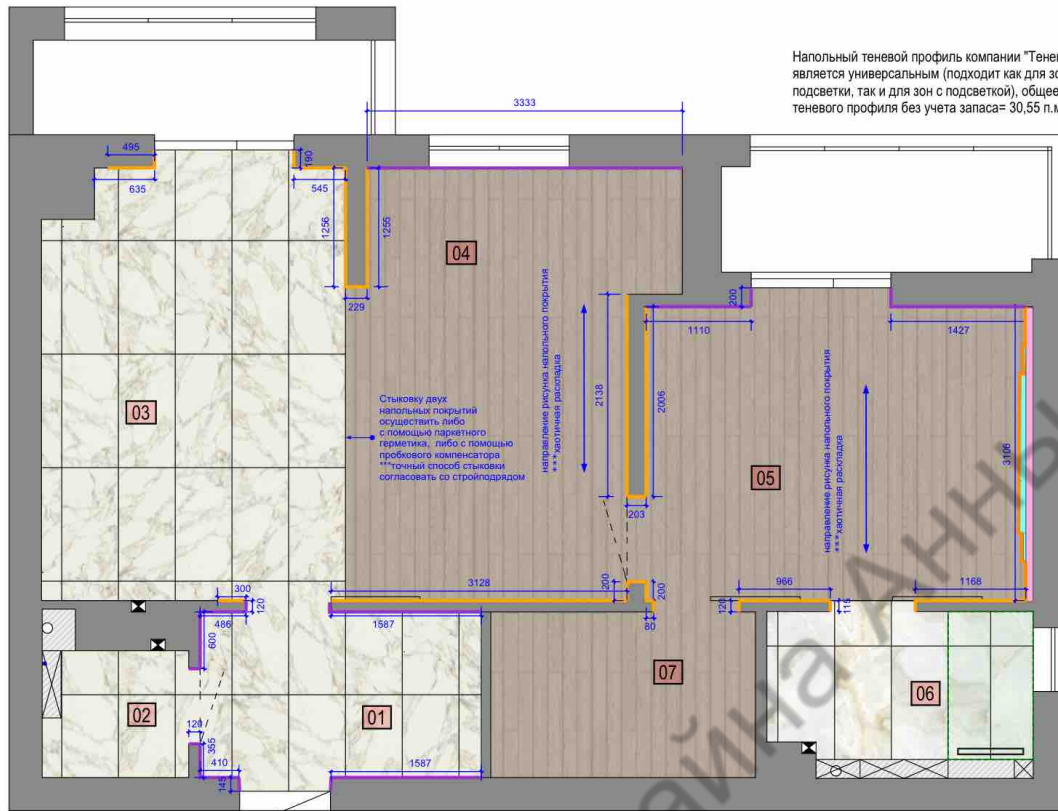 Напольный теневой профиль компании "Тене
является универсальным (подходит как для зо
подсветки, так и для зон с подсветкой), общее
теневого профиля без учета запаса= 30,55 п.м
3333
495
190
635
545
1256
1255
04
229
200
1110
1427
направление рисунка напольного покрытия
***хаотичная раскладка
2138
2006
направление рисунка напольного покрытия
***хаотичная раскладка
3106
03
Стыковку двух
напольных покрытий
осуществить либо
с помощью паркетного
герметика, либо с помощью
пробкового компенсатора
***точный способ стыковки
согласовать со стройподрядом
05
203
300
120
3128
200
200
966
1168
486
1587
80
120
115
600
07
06
02
01
120
355
410
1587
145
айна Анны